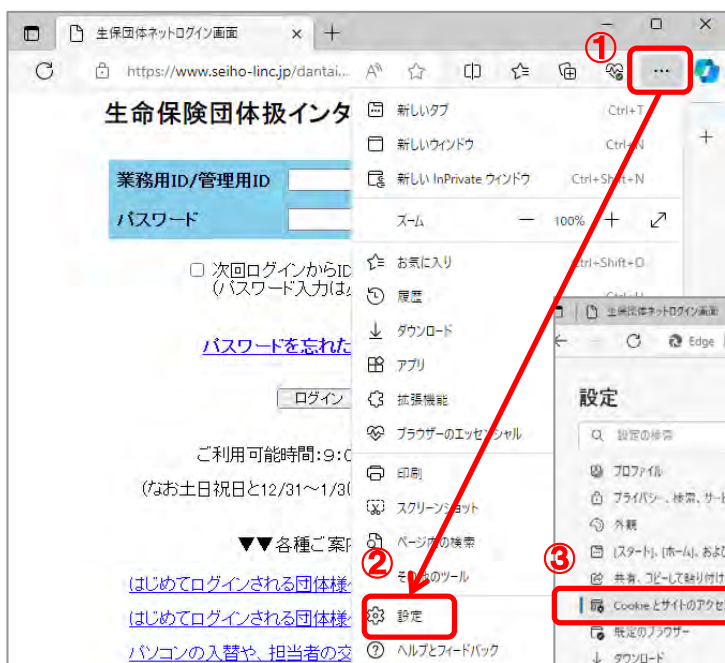 生保団体ネットログイン画面
https://www.seiho-linc.jp/dantai...
①
生命保険団体扱インタ
業務用ID/管理用ID
パスワード
次回ログインからID
(パスワード入力は
パスワードを忘れた
ログイン
ご利用可能時間:9:0
(なお土日祝日と12/31~1/3(
▼▼各種ご案内
はじめてログインされる団体様
はじめてログインされる団体様
パソコンの入替や、担当者の交
新しいタブ Ctrl+T
新しいウィンドウ Ctrl+N
新しい InPrivate ウィンドウ Ctrl+Shift+N
ズーム 100%
お気に入り Ctrl+Shift+O
履歴
ダウンロード
アプリ
拡張機能
ブラウザーのエッセンシャル
印刷
スクリーンショット
ページ内の検索
②
その他のツール
設定
ヘルプとフィードバック
生保団体ネットログイン画面
Edge
設定
設定の検索
プロファイル
プライバシー、検索、サービ
外観
③
[スタート]、[ホーム]、およ
共有、コピーして貼り付け
Cookie とサイトのアクセ
既定のブラウザー
ダウンロード